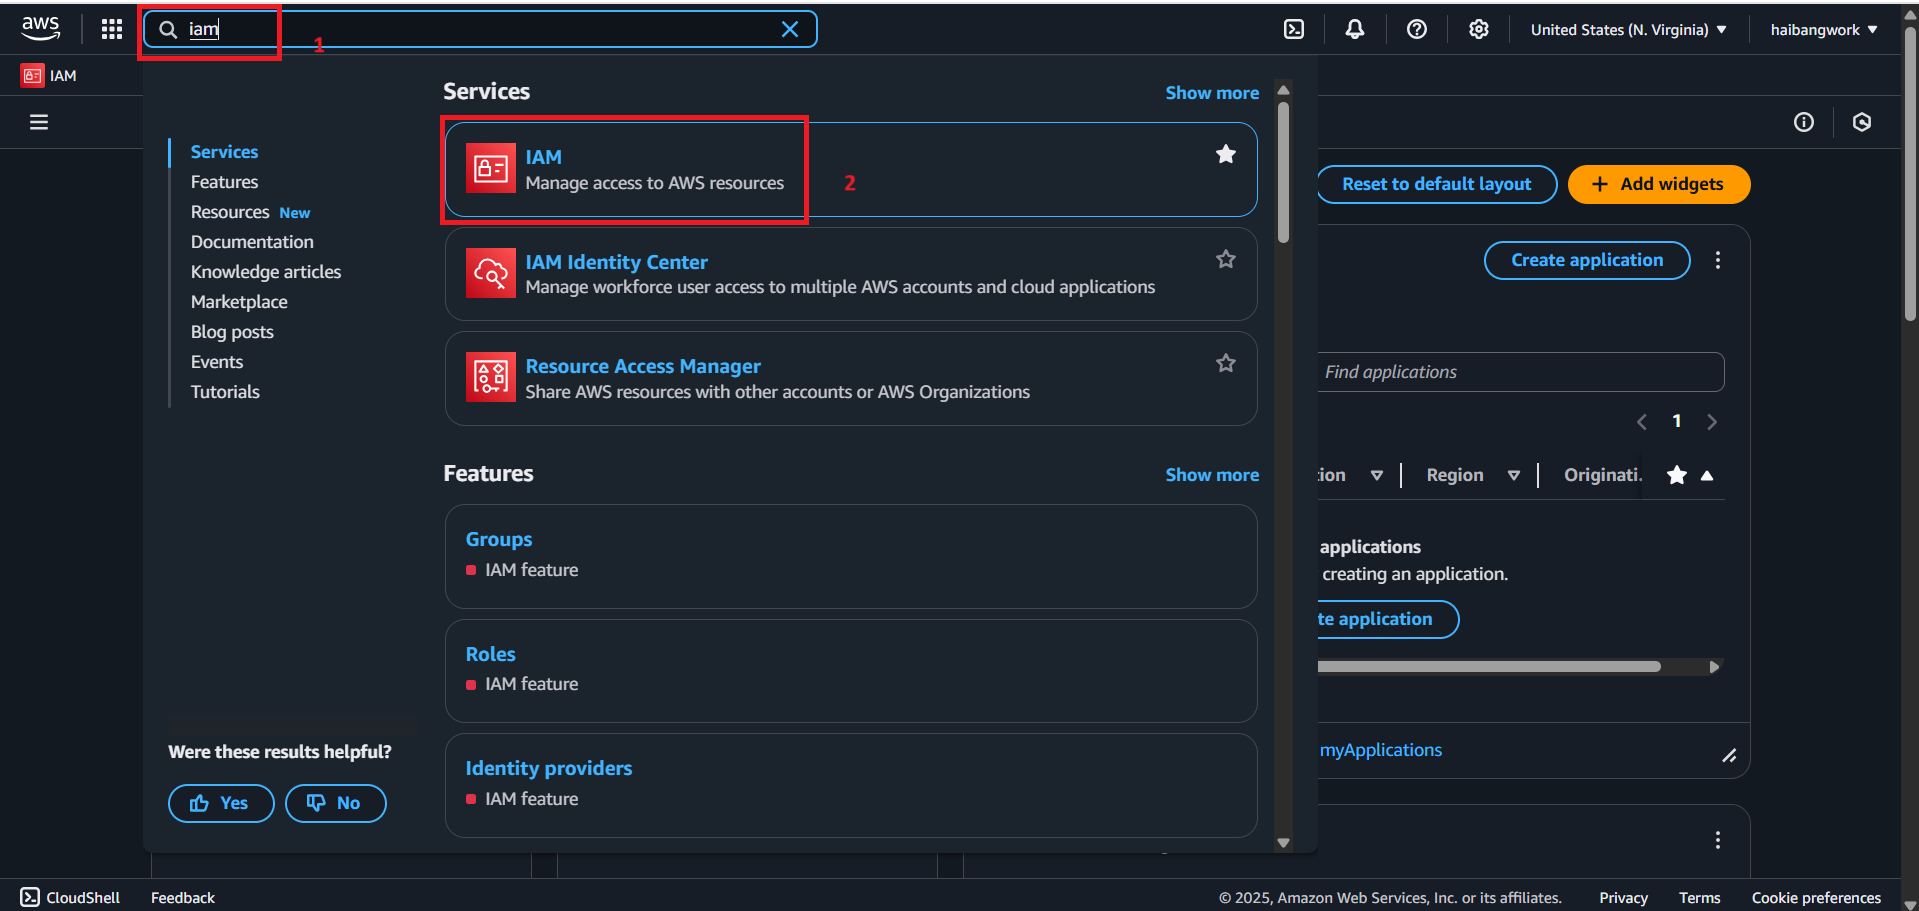 aws
iam
1
United States (N. Virginia)
haibangwork
IAM
Services
Show more
Services
Features
Resources New
Documentation
Knowledge articles
Marketplace
Blog posts
Events
Tutorials
IAM
Manage access to AWS resources
2
IAM Identity Center
Manage workforce user access to multiple AWS accounts and cloud applications
Resource Access Manager
Share AWS resources with other accounts or AWS Organizations
Features
Show more
Groups
IAM feature
Roles
IAM feature
Identity providers
IAM feature
Were these results helpful?
Yes
No
Reset to default layout
+ Add widgets
Create application
Find applications
1
tion
Region
Originati.
applications
creating an application.
te application
myApplications
CloudShell
Feedback
© 2025, Amazon Web Services, Inc. or its affiliates.
Privacy
Terms
Cookie preferences